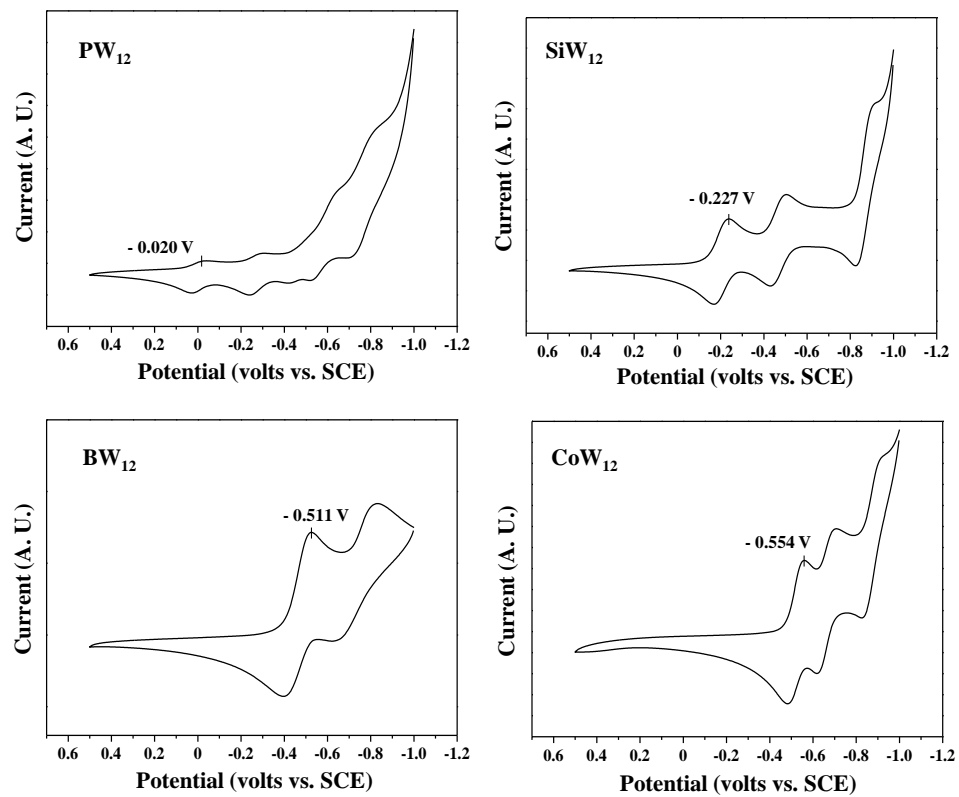 PW12
Current (A. U.)
- 0.020 V
0.6 0.4 0.2 0 -0.2 -0.4 -0.6 -0.8 -1.0 -1.2
Potential (volts vs. SCE)
SiW12
Current (A. U.)
- 0.227 V
0.6 0.4 0.2 0 -0.2 -0.4 -0.6 -0.8 -1.0 -1.2
Potential (volts vs. SCE)
BW12
Current (A. U.)
- 0.511 V
0.6 0.4 0.2 0 -0.2 -0.4 -0.6 -0.8 -1.0 -1.2
Potential (volts vs. SCE)
CoW12
Current (A. U.)
- 0.554 V
0.6 0.4 0.2 0 -0.2 -0.4 -0.6 -0.8 -1.0 -1.2
Potential (volts vs. SCE)